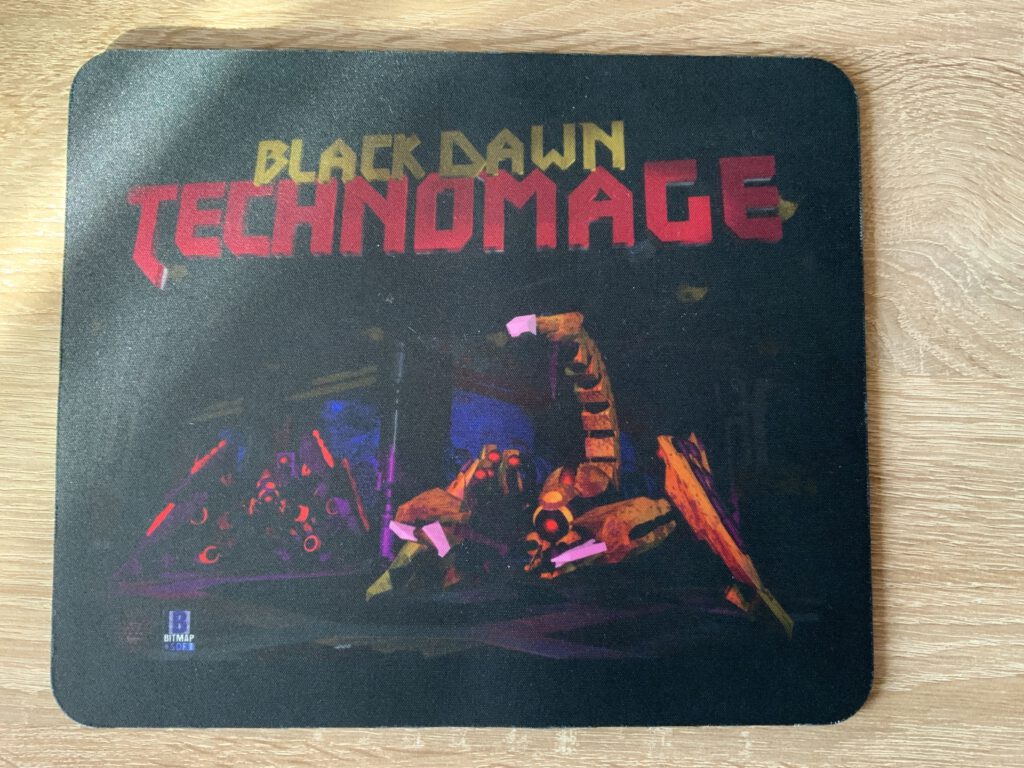 BLACK DAWN
TECHNOMAGE
B
BITMAP
SOFT